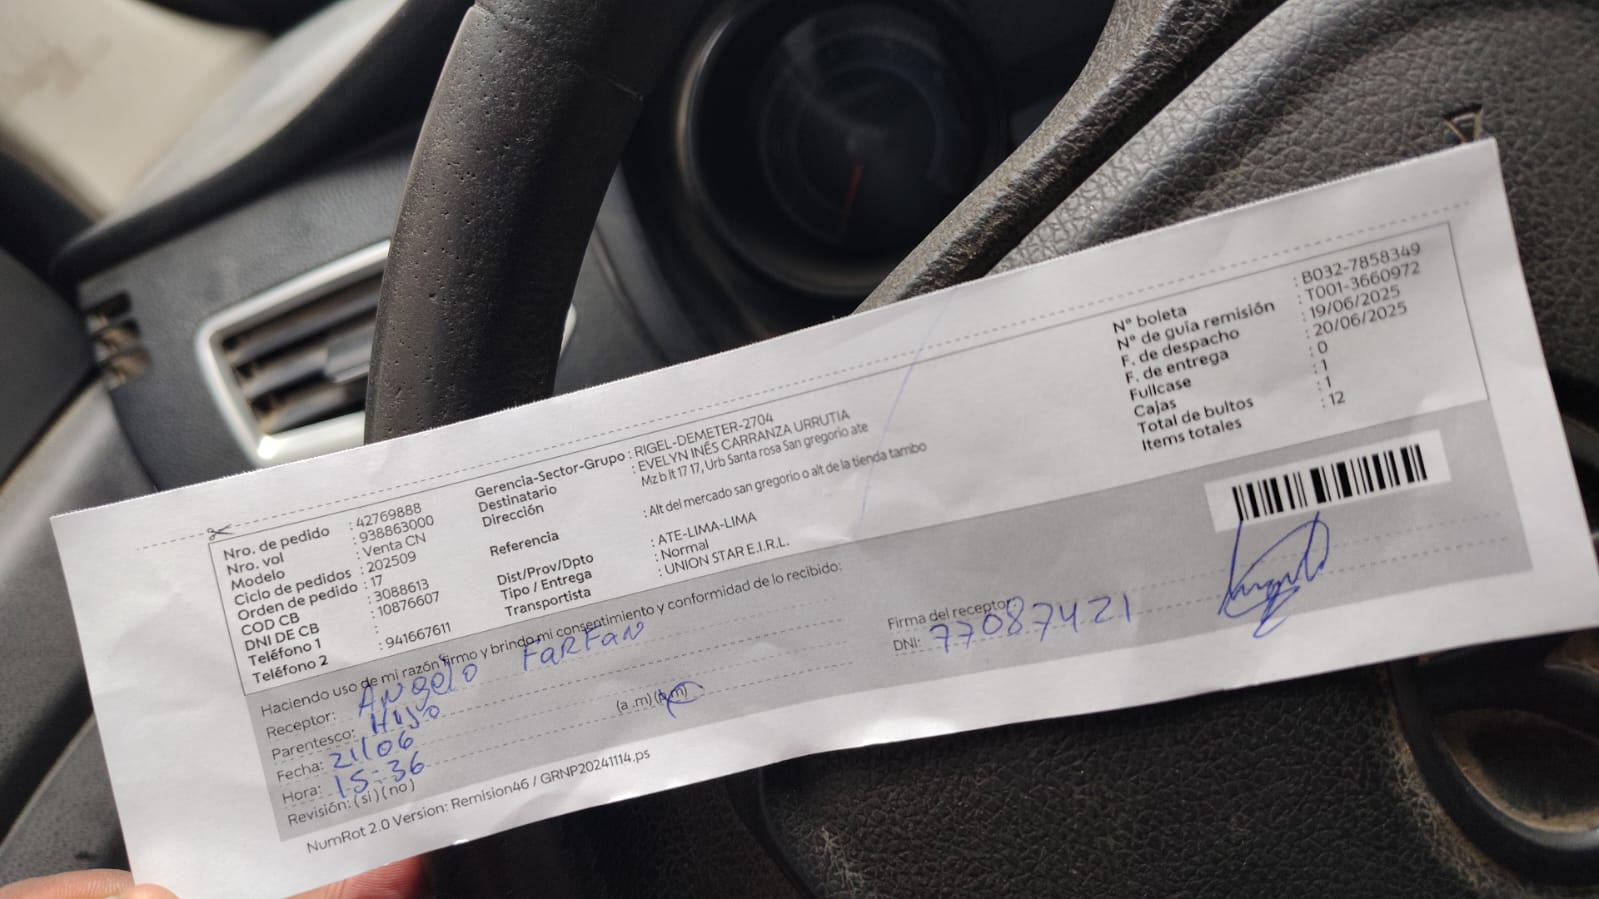 Nro. de pedido : 42769888
Nro. vol : 938863000
Modelo : Venta CN
Ciclo de pedidos : 202509
Orden de pedido : 17
COD CB : 3088613
DNI DE CB : 10876607
Teléfono 1 :
Teléfono 2 : 941667611
Gerencia-Sector-Grupo : RIGEL-DEMETER-2704
Destinatario : EVELYN INÉS CARRANZA URRUTIA
Dirección : Mz b lt 17 17, Urb Santa rosa San gregorio ate
Referencia : Alt del mercado san gregorio o alt de la tienda tambo
Dist/Prov/Dpto : ATE-LIMA-LIMA
Tipo / Entrega : Normal
Transportista : UNION STAR E.I.R.L.
N° boleta : B032-7858349
N° de guía remisión : T001-3660972
F. de despacho : 19/06/2025
F. de entrega : 20/06/2025
Fullcase : 0
Cajas : 1
Total de bultos : 1
Items totales : 12
Haciendo uso de mi razón firmo y brindo mi consentimiento y conformidad de lo recibido:
Receptor: Angelo Farfan
Parentesco: Hijo
Fecha: 21/06
Hora: 15:36 (a .m) (p.m)
Revisión: (si) (no)
Firma del receptor:
DNI: 77087421
NumRot 2.0 Version: Remision46 / GRNP20241114.ps